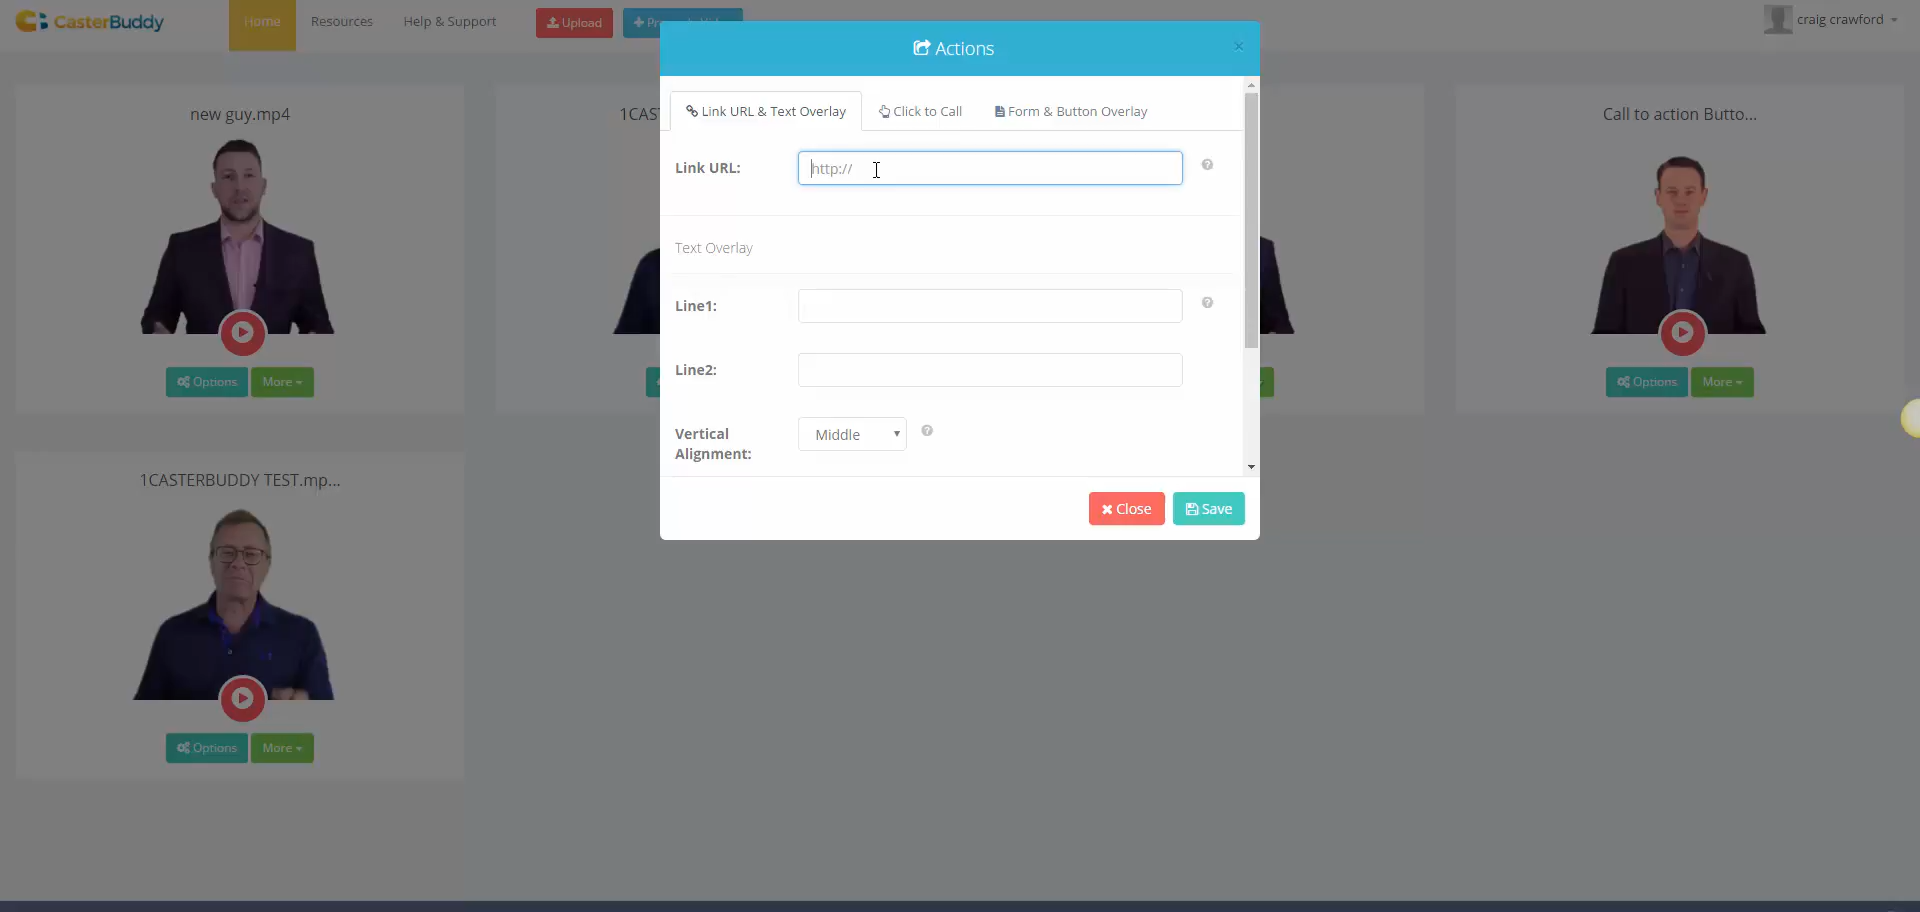 CasterBuddy
Home
Resources
Help & Support
Upload
craig crawford
Actions
×
Link URL & Text Overlay
Click to Call
Form & Button Overlay
Link URL:
http://
Text Overlay
Line1:
Line2:
Vertical
Alignment:
Middle
Close
Save
new guy.mp4
Options
More
1CAS
Call to action Butto...
Options
More
1CASTERBUDDY TEST.mp...
Options
More